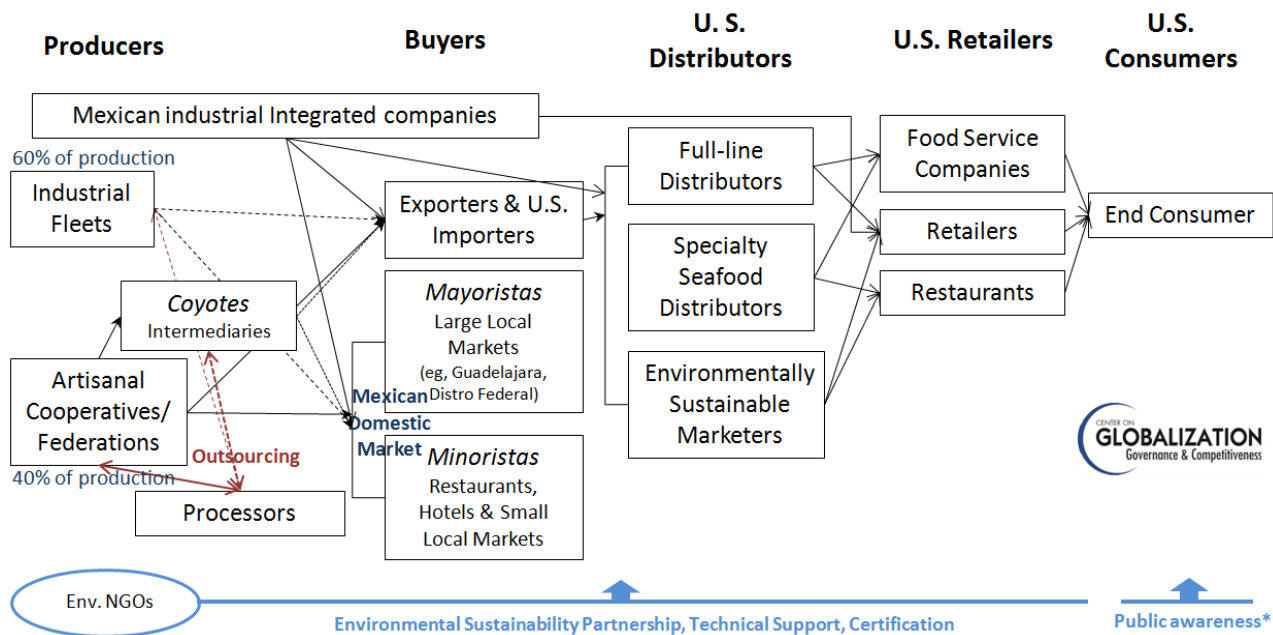 Producers
Buyers
U. S.
Distributors
U.S. Retailers
U.S.
Consumers
Mexican industrial Integrated companies
60% of production
Industrial
Fleets
Coyotes
Intermediaries
Artisanal
Cooperatives/
Federations
40% of production
Outsourcing
Processors
Exporters & U.S.
Importers
Mayoristas
Large Local
Markets
(eg, Guadelajara,
Distro Federal)
Mexican
Domestic
Market
Minoristas
Restaurants,
Hotels & Small
Local Markets
Full-line
Distributors
Specialty
Seafood
Distributors
Environmentally
Sustainable
Marketers
Food Service
Companies
Retailers
Restaurants
End Consumer
CENTER ON
GLOBALIZATION
Governance & Competitiveness
Env. NGOs
Environmental Sustainability Partnership, Technical Support, Certification
Public awareness*